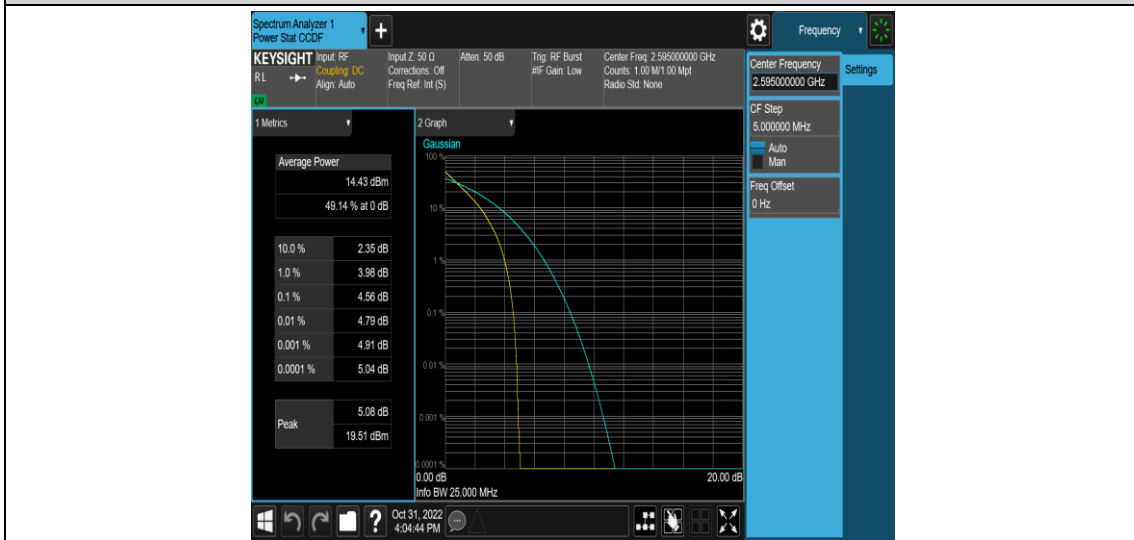 Spectrum Analyzer 1
Power Stat CCDF
Frequency
KEYSIGHT
Input: RF
Coupling: DC
Align: Auto
RL
LXI
Input Z: 50 Ω
Corrections: Off
Freq Ref: Int (S)
Atten: 50 dB
Trig: RF Burst
#IF Gain: Low
Center Freq: 2.595000000 GHz
Counts: 1.00 M/1.00 Mpt
Radio Std: None
Center Frequency
2.595000000 GHz
Settings
CF Step
5.000000 MHz
Auto
Man
Freq Offset
0 Hz
1 Metrics
Average Power
14.43 dBm
49.14 % at 0 dB
10.0 % 2.35 dB
1.0 % 3.98 dB
0.1 % 4.56 dB
0.01 % 4.79 dB
0.001 % 4.91 dB
0.0001 % 5.04 dB
Peak
5.08 dB
19.51 dBm
2 Graph
Gaussian
100 %
10 %
1 %
0.1 %
0.01 %
0.001 %
0.0001 %
0.00 dB 20.00 dB
Info BW 25.000 MHz
?
Oct 31, 2022
4:04:44 PM